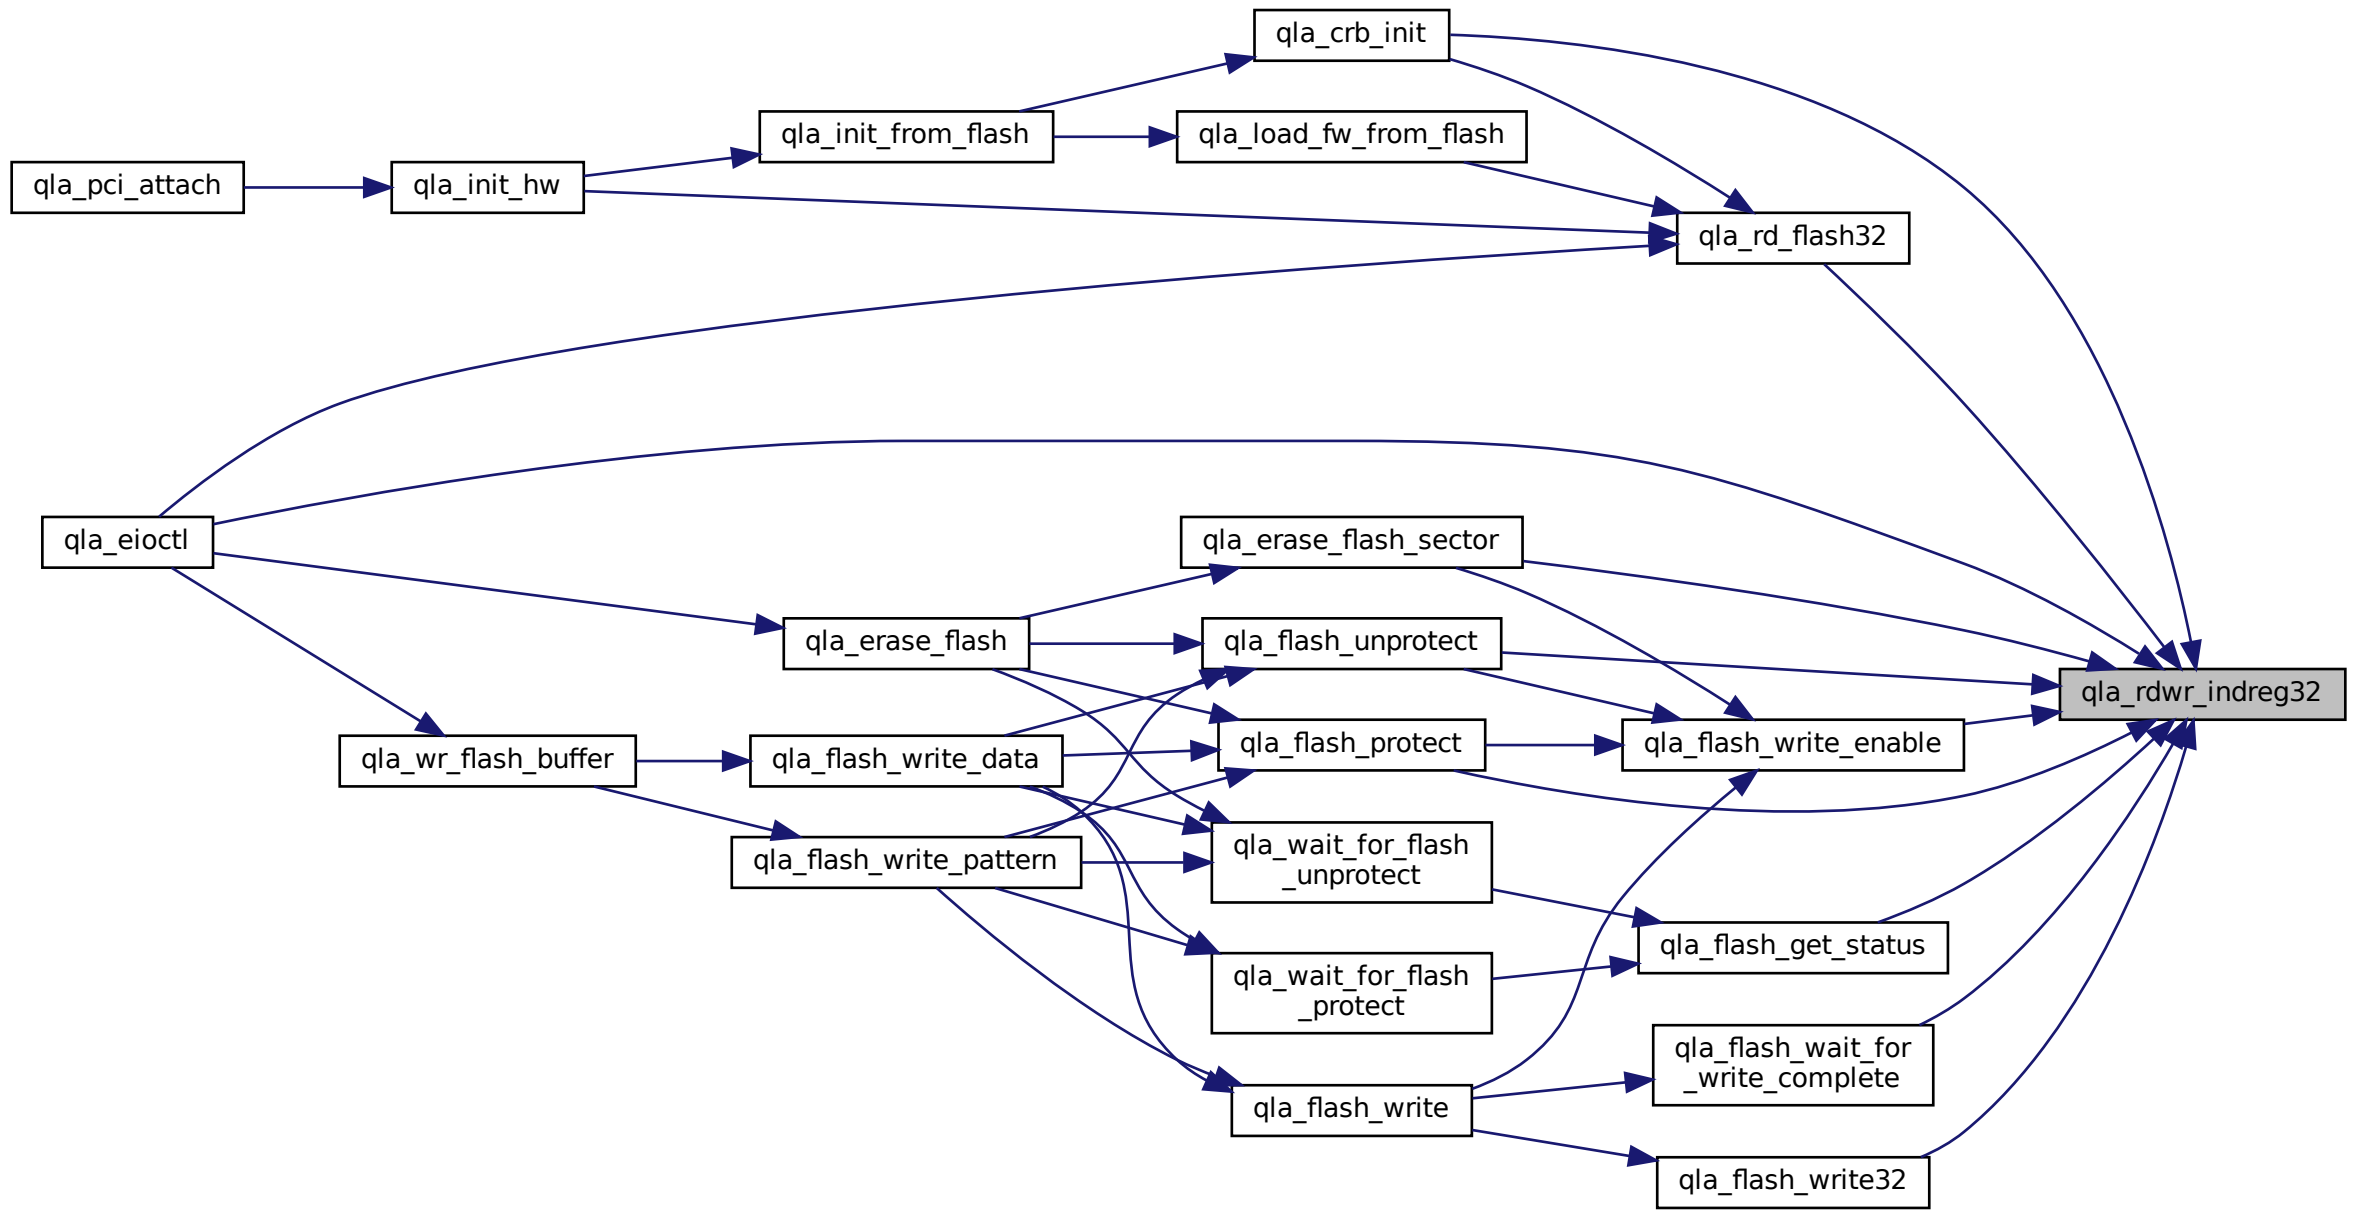 qla_crb_init
qla_init_from_flash
qla_load_fw_from_flash
qla_pci_attach
qla_init_hw
qla_rd_flash32
qla_eioctl
qla_erase_flash_sector
qla_erase_flash
qla_flash_unprotect
qla_rdwr_indreg32
qla_wr_flash_buffer
qla_flash_write_data
qla_flash_protect
qla_flash_write_enable
qla_flash_write_pattern
qla_wait_for_flash
_unprotect
qla_flash_get_status
qla_wait_for_flash
_protect
qla_flash_wait_for
_write_complete
qla_flash_write
qla_flash_write32